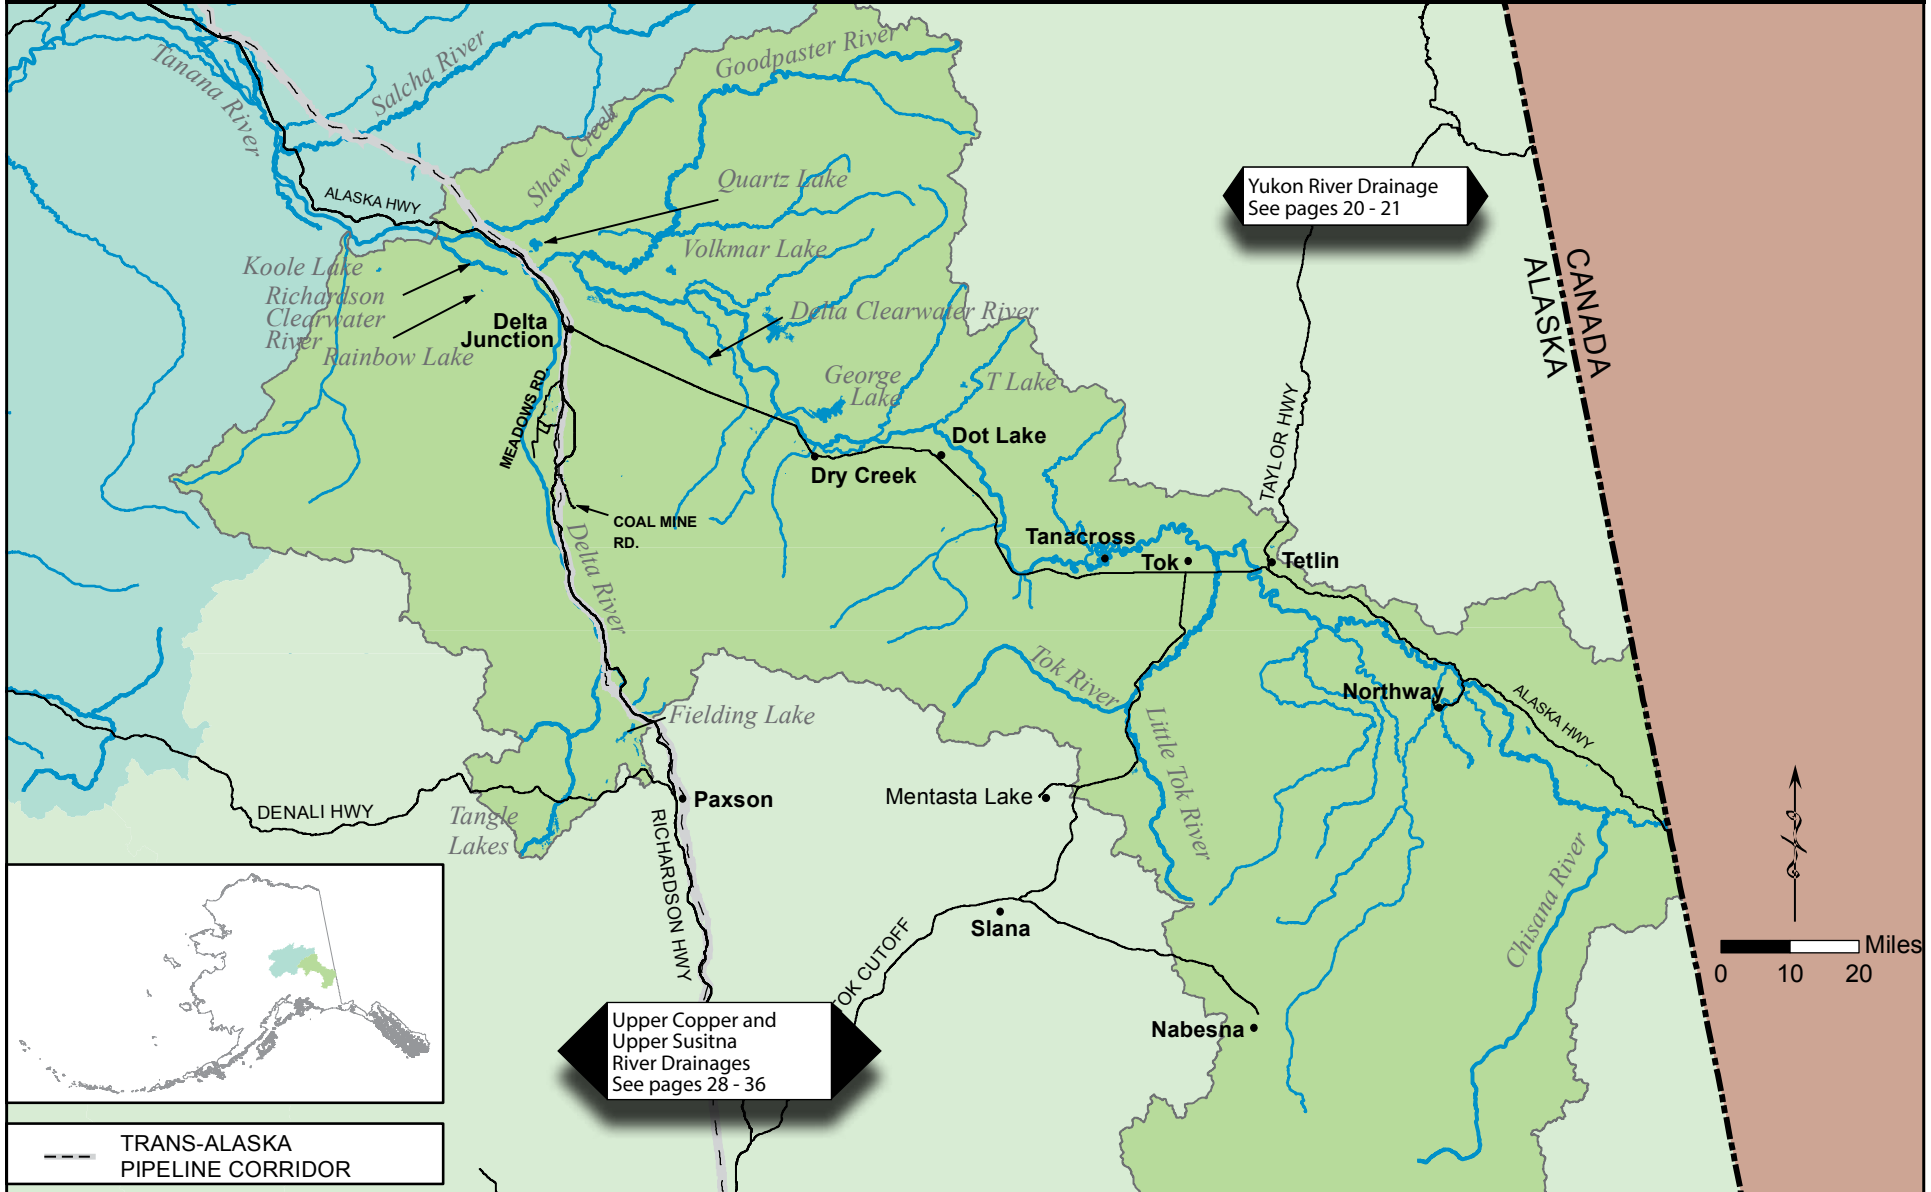 Tanana River
Salcha River
Goodpaster River
Shaw Creek
Quartz Lake
ALASKA HWY
Volkmar Lake
Koole Lake
Richardson
Clearwater
River
Rainbow Lake
Delta
Junction
Delta Clearwater River
George
Lake
T Lake
MEADOWS RD.
Dot Lake
Dry Creek
COAL MINE
RD.
Delta River
Tanacross
Tok
Tetlin
TAYLOR HWY
Yukon River Drainage
See pages 20 - 21
CANADA
ALASKA
Tok River
Northway
ALASKA HWY
Little Tok River
Fielding Lake
Paxson
Mentasta Lake
DENALI HWY
Tangle
Lakes
RICHARDSON HWY
Slana
TOK CUTOFF
Nabesna
Chisana River
Miles
0 10 20
Upper Copper and
Upper Susitna
River Drainages
See pages 28 - 36
TRANS-ALASKA
PIPELINE CORRIDOR